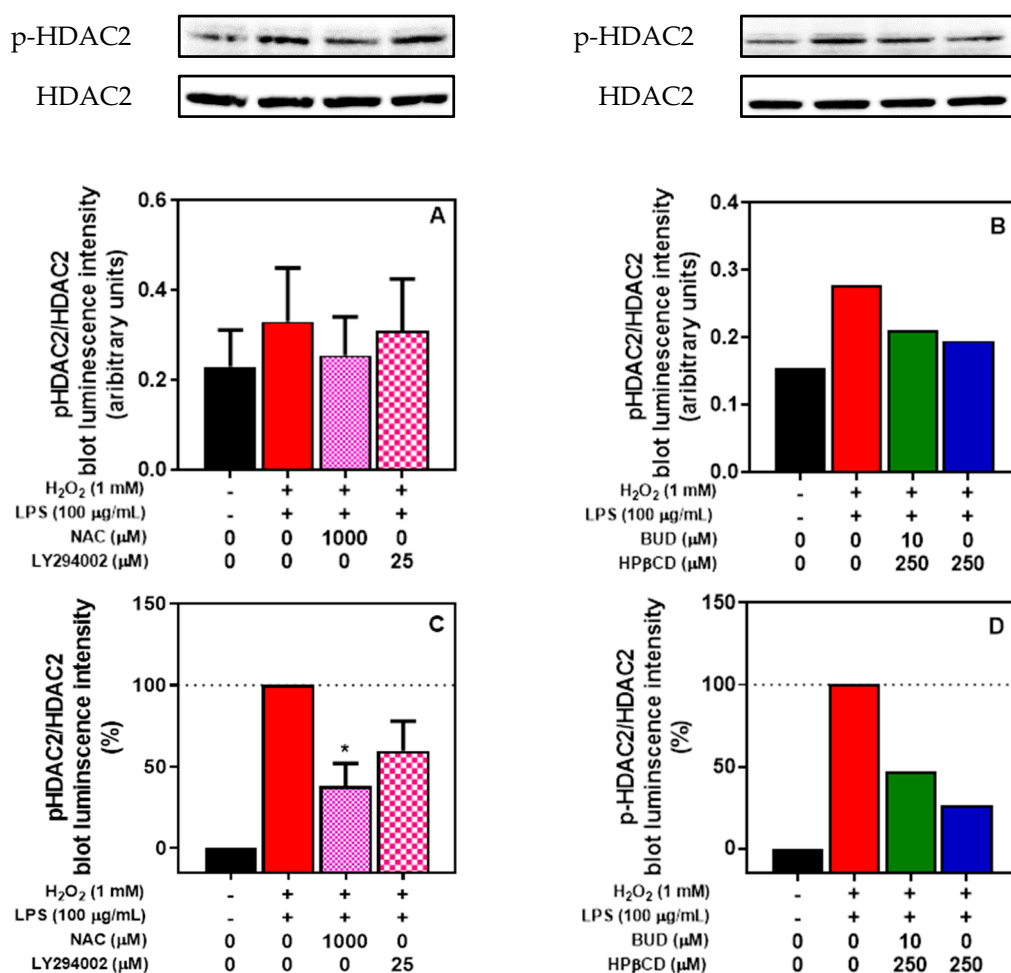 p-HDAC2
HDAC2
p-HDAC2
HDAC2
A
pHDAC2/HDAC2
blot luminescence intensity
(aribitrary units)
0.6
0.4
0.2
0.0
H₂O₂ (1 mM) - + + +
LPS (100 µg/mL) - + + +
NAC (µM) 0 0 1000 0
LY294002 (µM) 0 0 0 25
B
pHDAC2/HDAC2
blot luminescence intensity
(aribitrary units)
0.4
0.3
0.2
0.1
0.0
H₂O₂ (1 mM) - + + +
LPS (100 µg/mL) - + + +
BUD 0 0 10 0
HPβCD (µM) 0 0 250 250
C
pHDAC2/HDAC2
blot luminscence intensity
(%)
150
100
50
0
*
H₂O₂ (1 mM) - + + +
LPS (100 µg/mL) - + + +
NAC (µM) 0 0 1000 0
LY294002 (µM) 0 0 0 25
D
p-HDAC2/HDAC2
blot luminescence intensity
(%)
150
100
50
0
H₂O₂ (1 mM) - + + +
LPS (100 µg/mL) - + + +
BUD 0 0 10 0
HPβCD (µM) 0 0 250 250